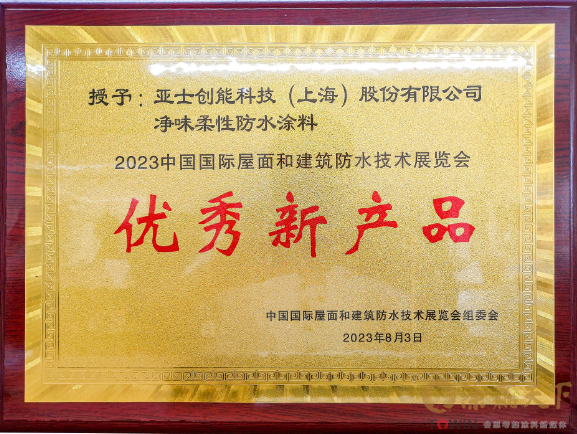 授予：亚士创能科技（上海）股份有限公司
净味柔性防水涂料
2023中国国际屋面和建筑防水技术展览会
优秀新产品
中国国际屋面和建筑防水技术展览会组委会
2023年8月3日